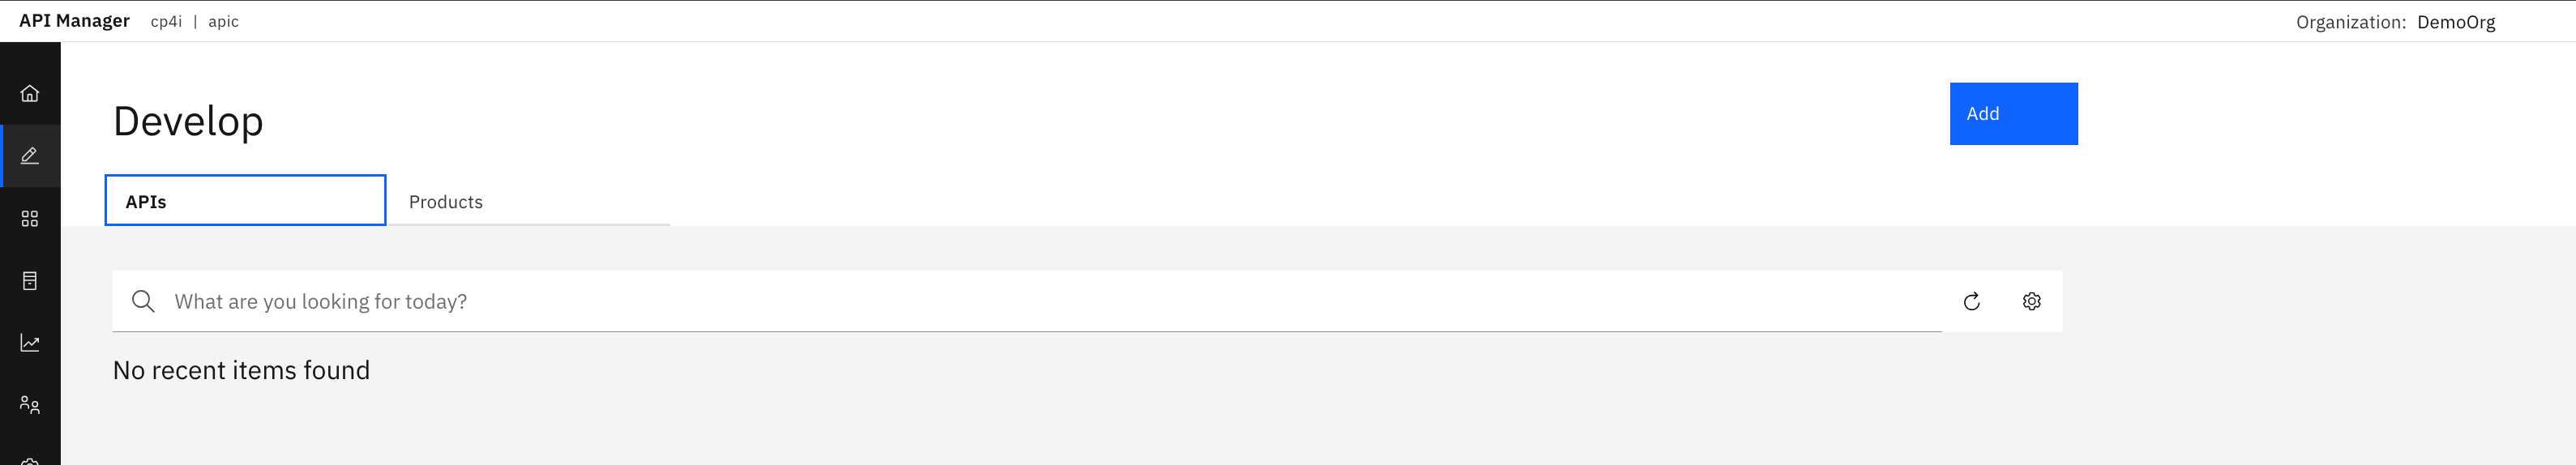 API Manager cp4i | apic Organization: DemoOrg
Develop
Add
APIs Products
What are you looking for today?
No recent items found